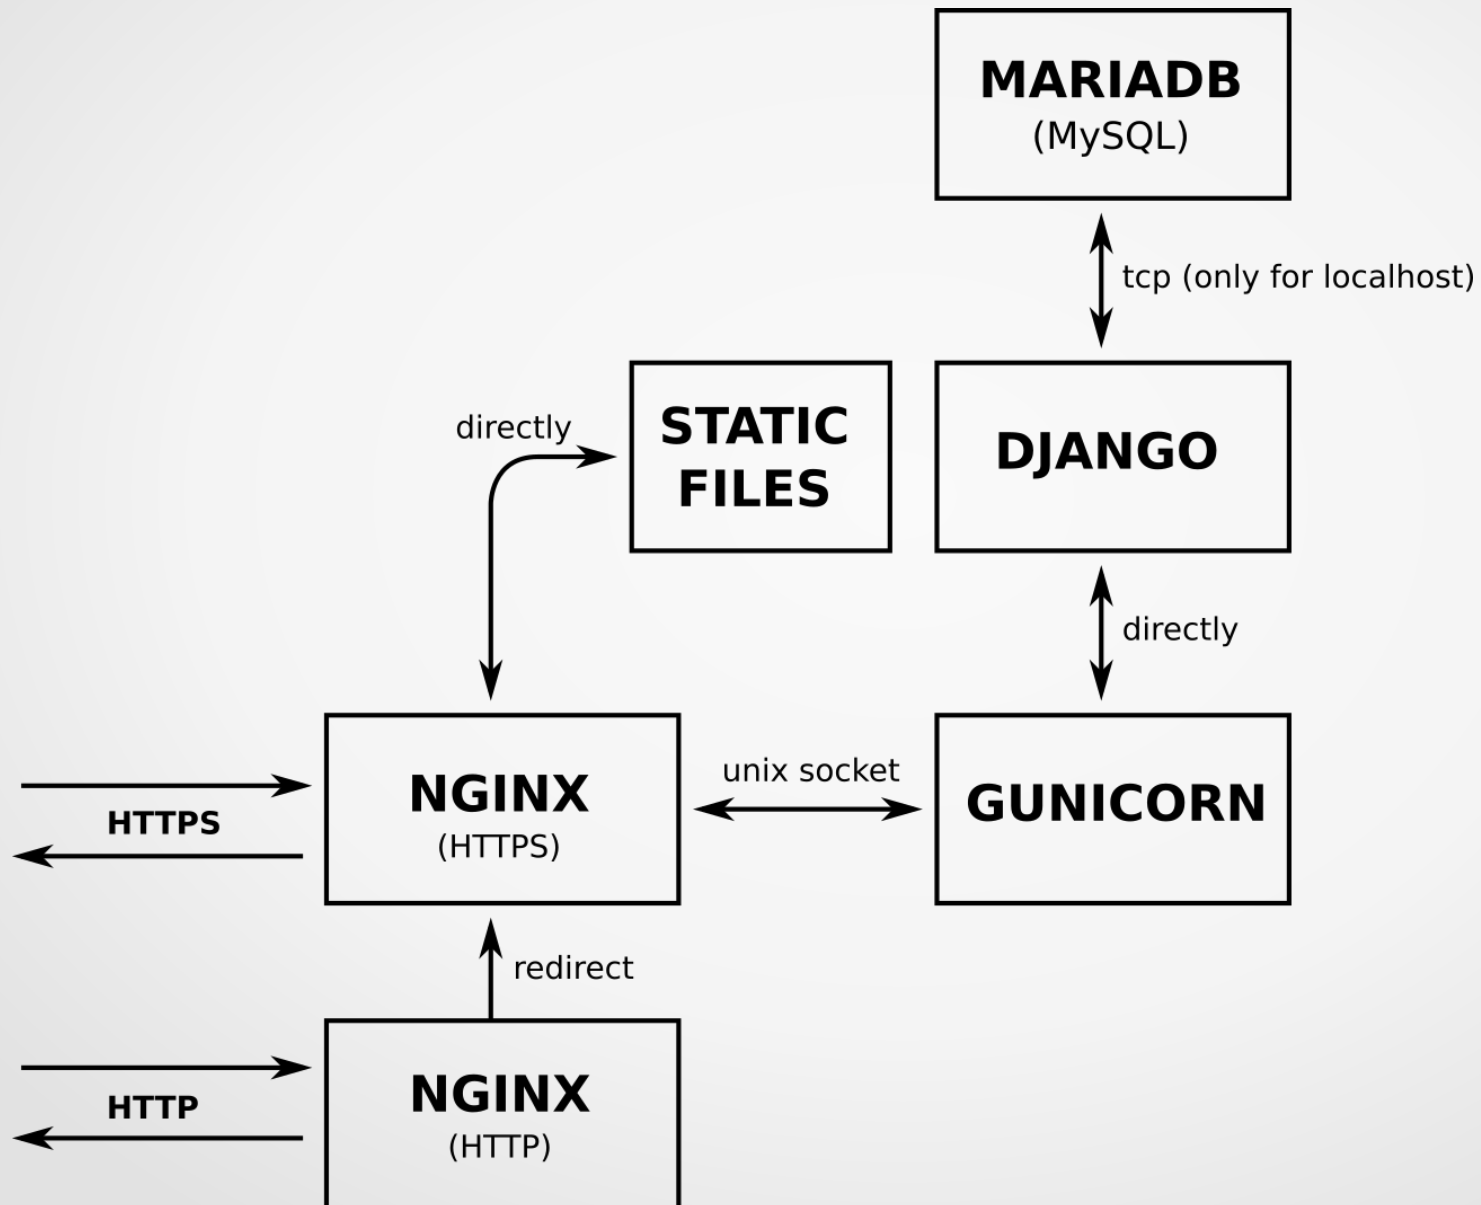 MARIADB
(MySQL)
tcp (only for localhost)
directly
STATIC
FILES
DJANGO
directly
HTTPS
NGINX
(HTTPS)
unix socket
GUNICORN
redirect
HTTP
NGINX
(HTTP)